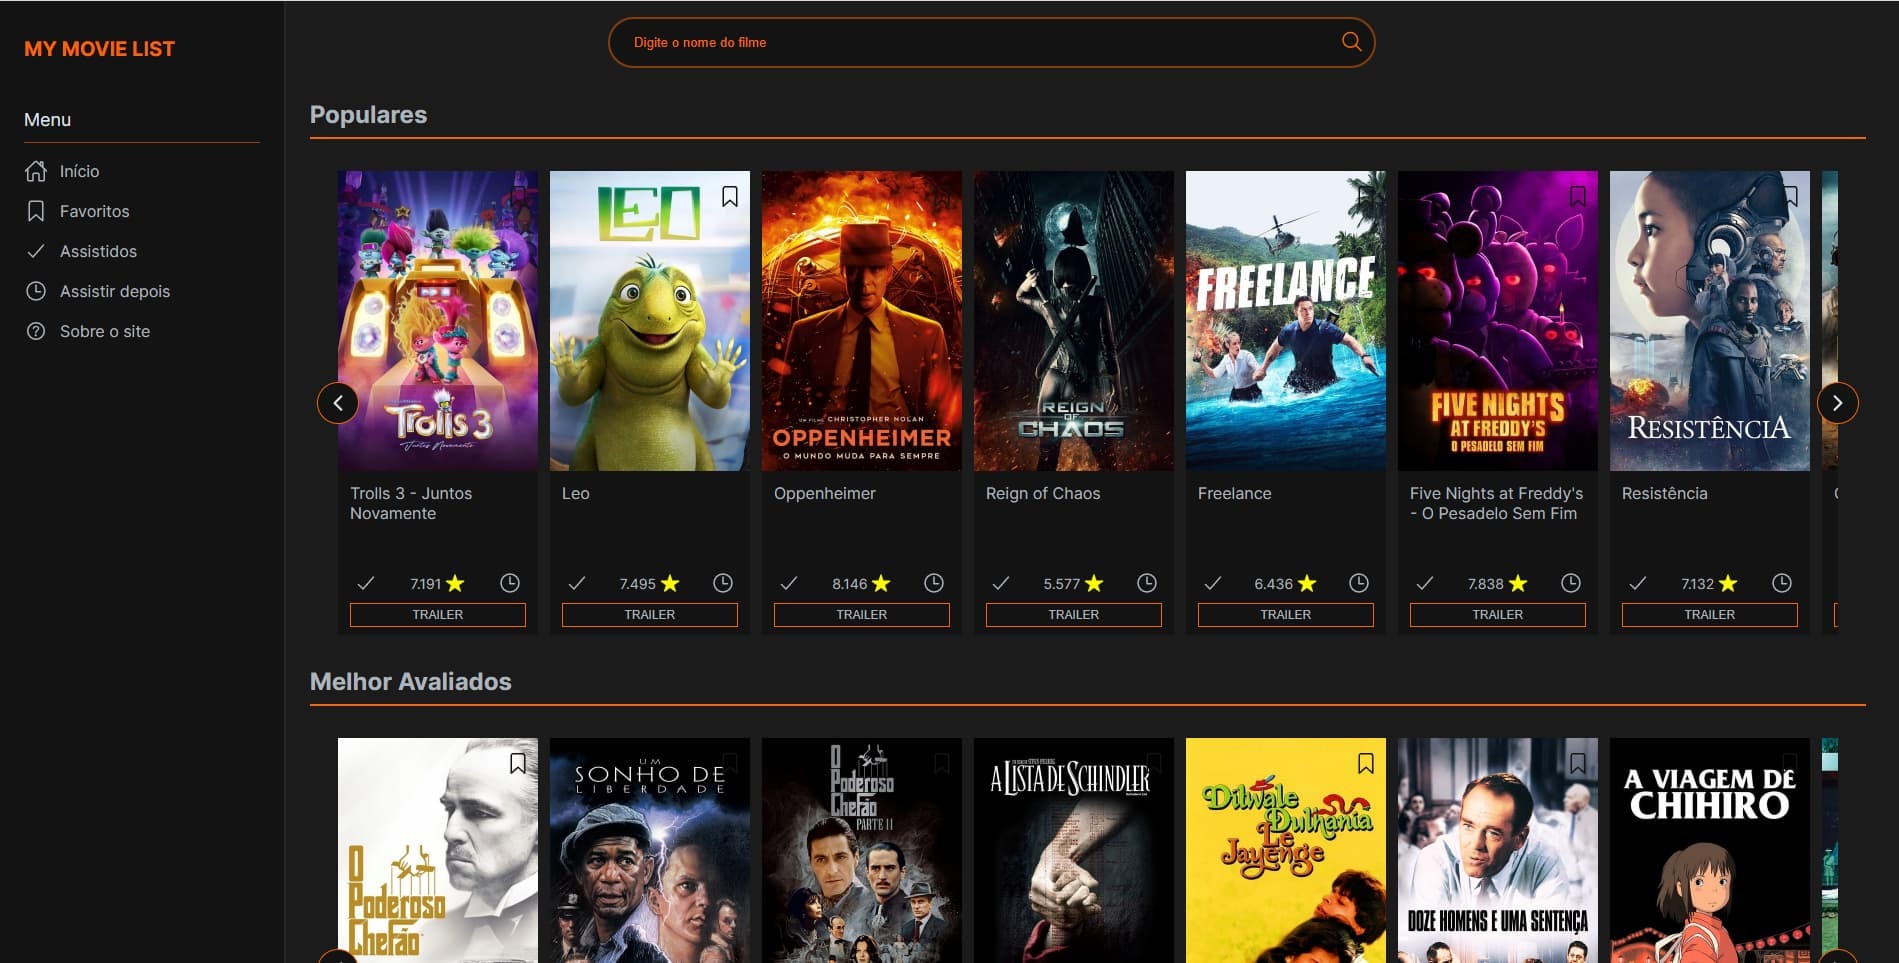 MY MOVIE LIST
Menu
Início
Favoritos
Assistidos
Assistir depois
Sobre o site
Digite o nome do filme
Populares
Trolls 3
Juntos Novamente
LEO
UM FILME CHRISTOPHER NOLAN
OPPENHEIMER
O MUNDO MUDA PARA SEMPRE
REIGN
OF
CHAOS
FREELANCE
FIVE NIGHTS
AT FREDDY'S
O PESADELO SEM FIM
RESISTÊNCIA
Trolls 3 - Juntos
Novamente
Leo
Oppenheimer
Reign of Chaos
Freelance
Five Nights at Freddy's
- O Pesadelo Sem Fim
Resistência
7.191
7.495
8.146
5.577
6.436
7.838
7.132
TRAILER
TRAILER
TRAILER
TRAILER
TRAILER
TRAILER
TRAILER
Melhor Avaliados
O
Poderoso
Chefão
UM
SONHO DE
LIBERDADE
O
Poderoso
Chefão
PARTE II
A LISTA DE SCHINDLER
Dilwale
Dulhania
Le
Jayenge
DOZE HOMENS E UMA SENTENÇA
A VIAGEM DE
CHIHIRO